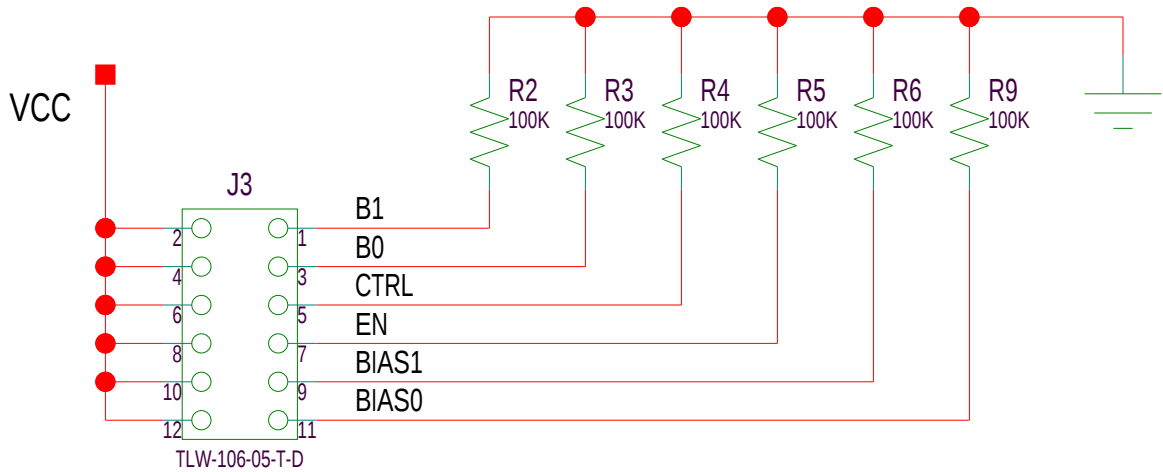 VCC
R2
100K
R3
100K
R4
100K
R5
100K
R6
100K
R9
100K
J3
B1
2
1
B0
4
3
CTRL
6
5
EN
8
7
BIAS1
10
9
BIAS0
12
11
TLW-106-05-T-D